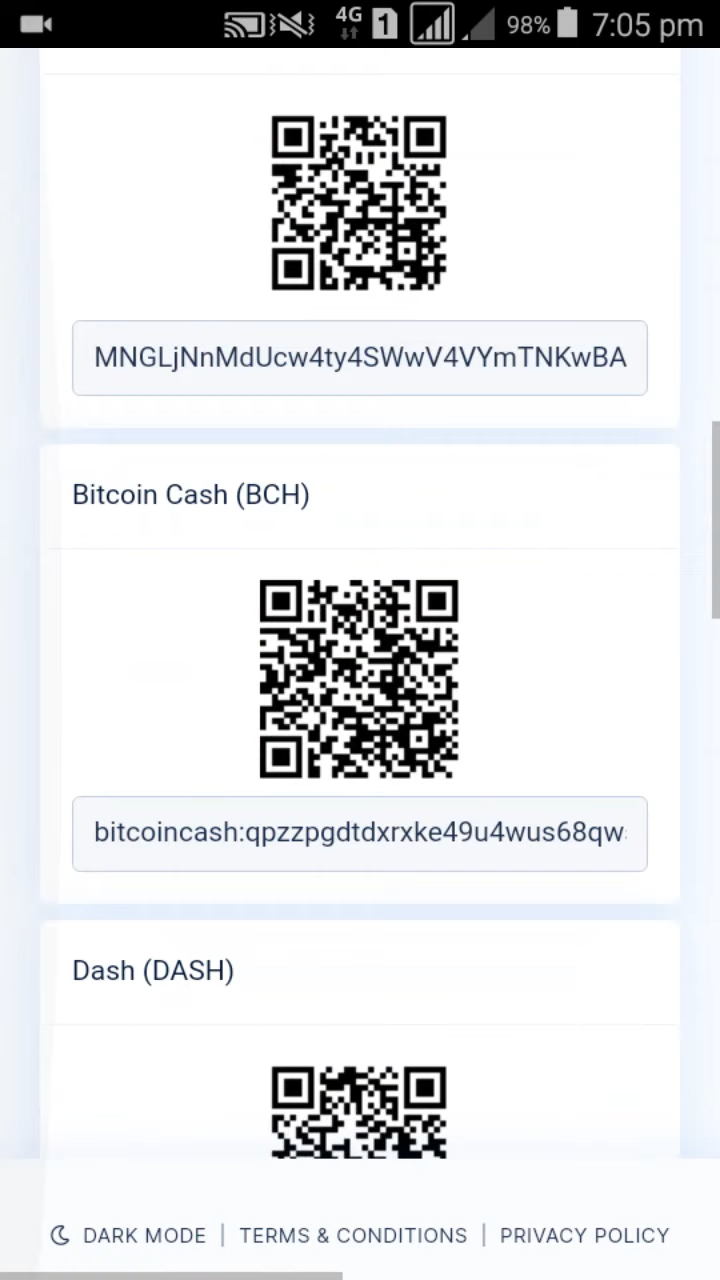 4G 1 98% 7:05 pm
MNGLjNnMdUcw4ty4SWwV4VYmTNKwBA
Bitcoin Cash (BCH)
bitcoincash:qpzzpgdtdxrxke49u4wus68qw
Dash (DASH)
DARK MODE | TERMS & CONDITIONS | PRIVACY POLICY